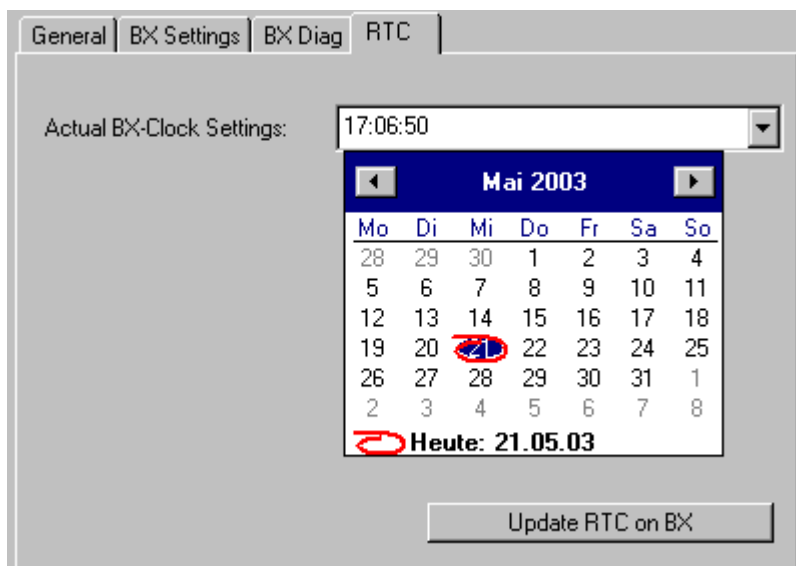 General BX Settings BX Diag RTC
Actual BX-Clock Settings: 17:06:50
Mai 2003
Mo Di Mi Do Fr Sa So
28 29 30 1 2 3 4
5 6 7 8 9 10 11
12 13 14 15 16 17 18
19 20 21 22 23 24 25
26 27 28 29 30 31 1
2 3 4 5 6 7 8
Heute: 21.05.03
Update RTC on BX